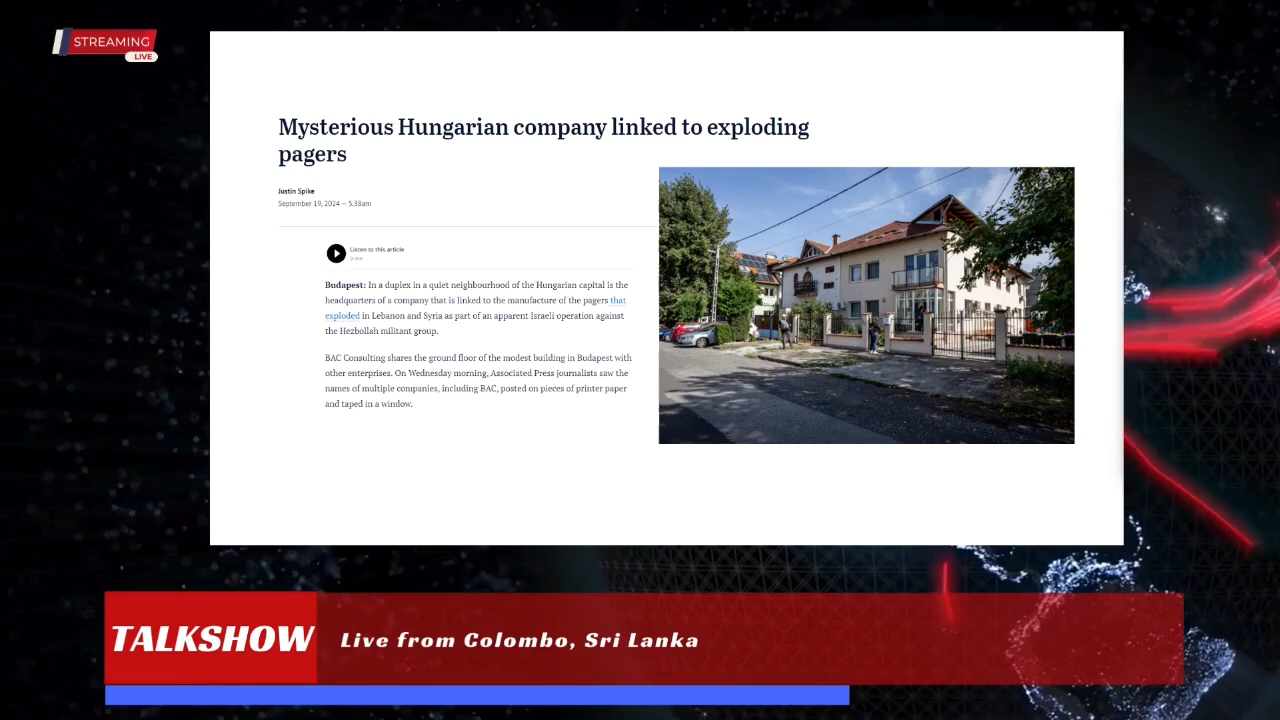 STREAMING
LIVE
Mysterious Hungarian company linked to exploding
pagers
Justin Spike
September 19, 2024 — 5.38am
Listen to this article
3 min
Budapest: In a duplex in a quiet neighbourhood of the Hungarian capital is the
headquarters of a company that is linked to the manufacture of the pagers that
exploded in Lebanon and Syria as part of an apparent Israeli operation against
the Hezbollah militant group.
BAC Consulting shares the ground floor of the modest building in Budapest with
other enterprises. On Wednesday morning, Associated Press journalists saw the
names of multiple companies, including BAC, posted on pieces of printer paper
and taped in a window.
TALKSHOW
Live from Colombo, Sri Lanka